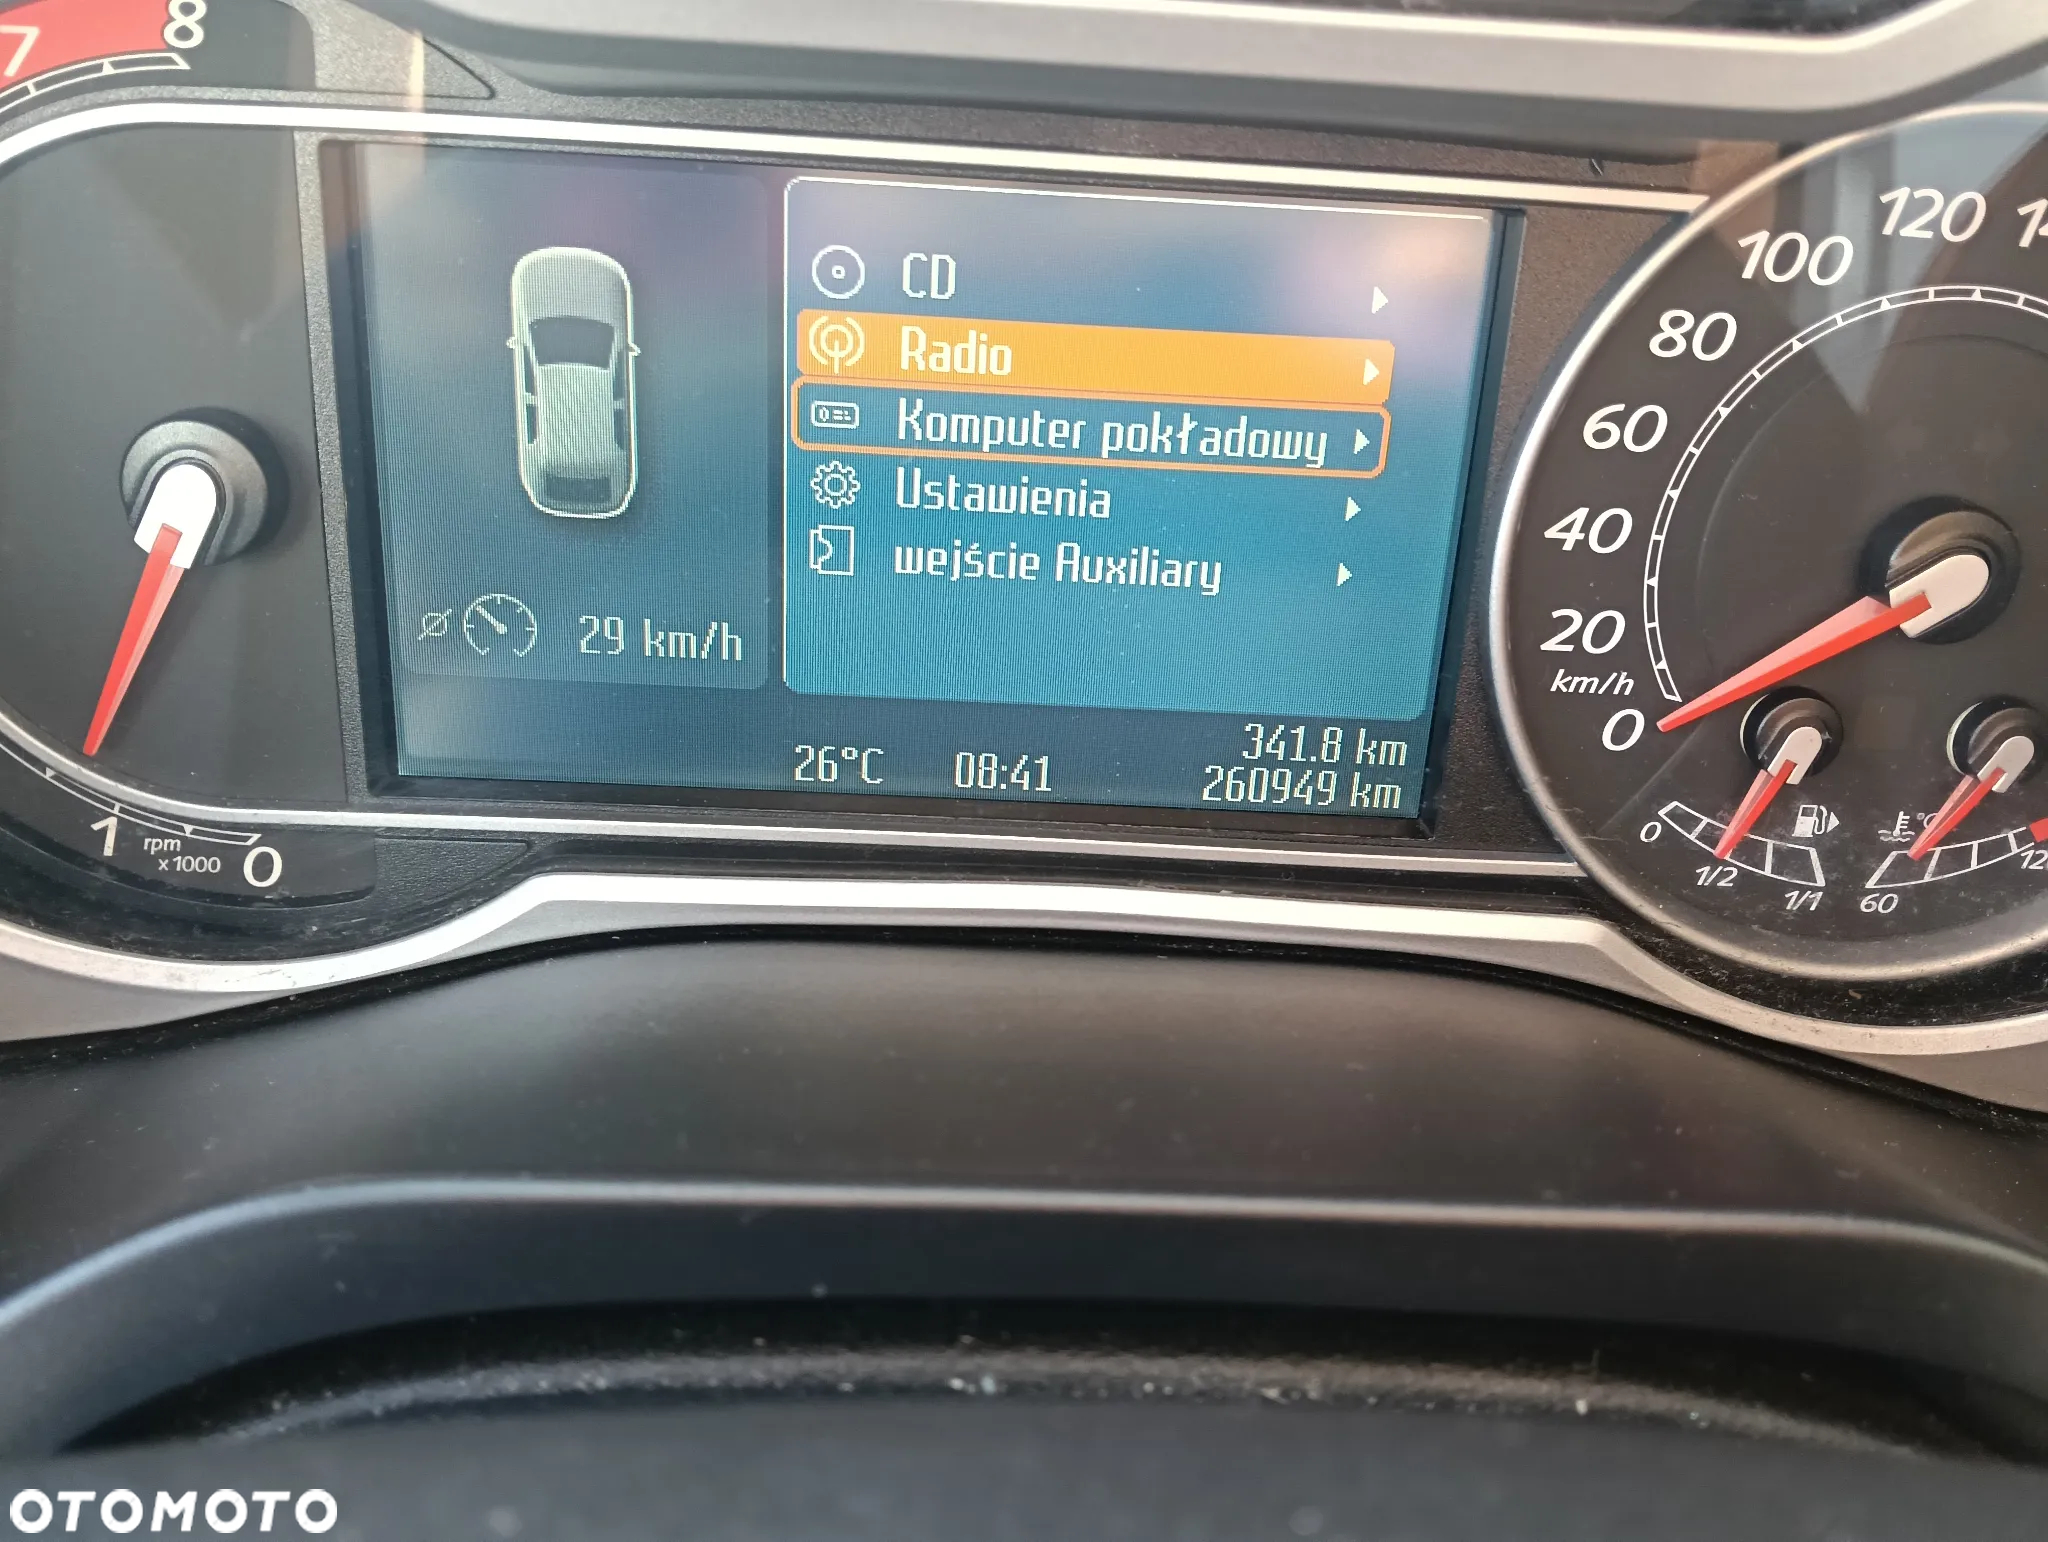 7 8
CD
Radio
Komputer pokładowy
Ustawienia
wejście Auxiliary
29 km/h
341.8 km
26°C 08:41 260949 km
1 rpm x1000 0
120
100
80
60
40
20
km/h
0
0 1/2 1/1
60 °C
OTOMOTO